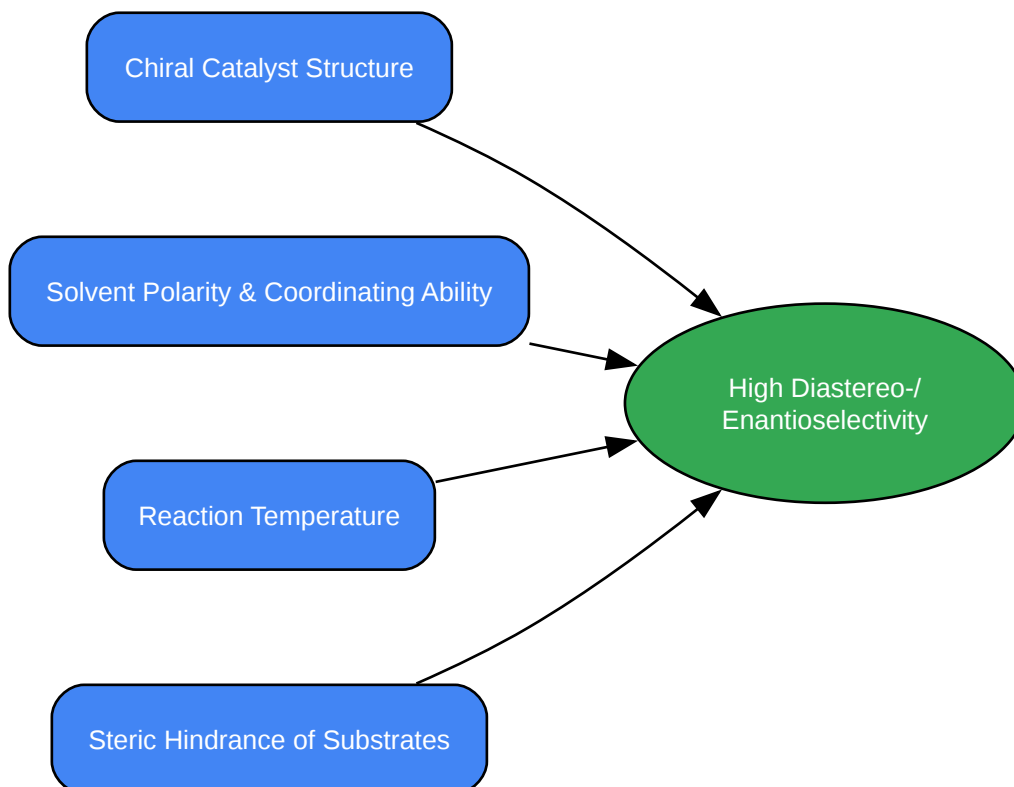 Chiral Catalyst Structure
Solvent Polarity & Coordinating Ability
Reaction Temperature
Steric Hindrance of Substrates
High Diastereo-/
Enantioselectivity